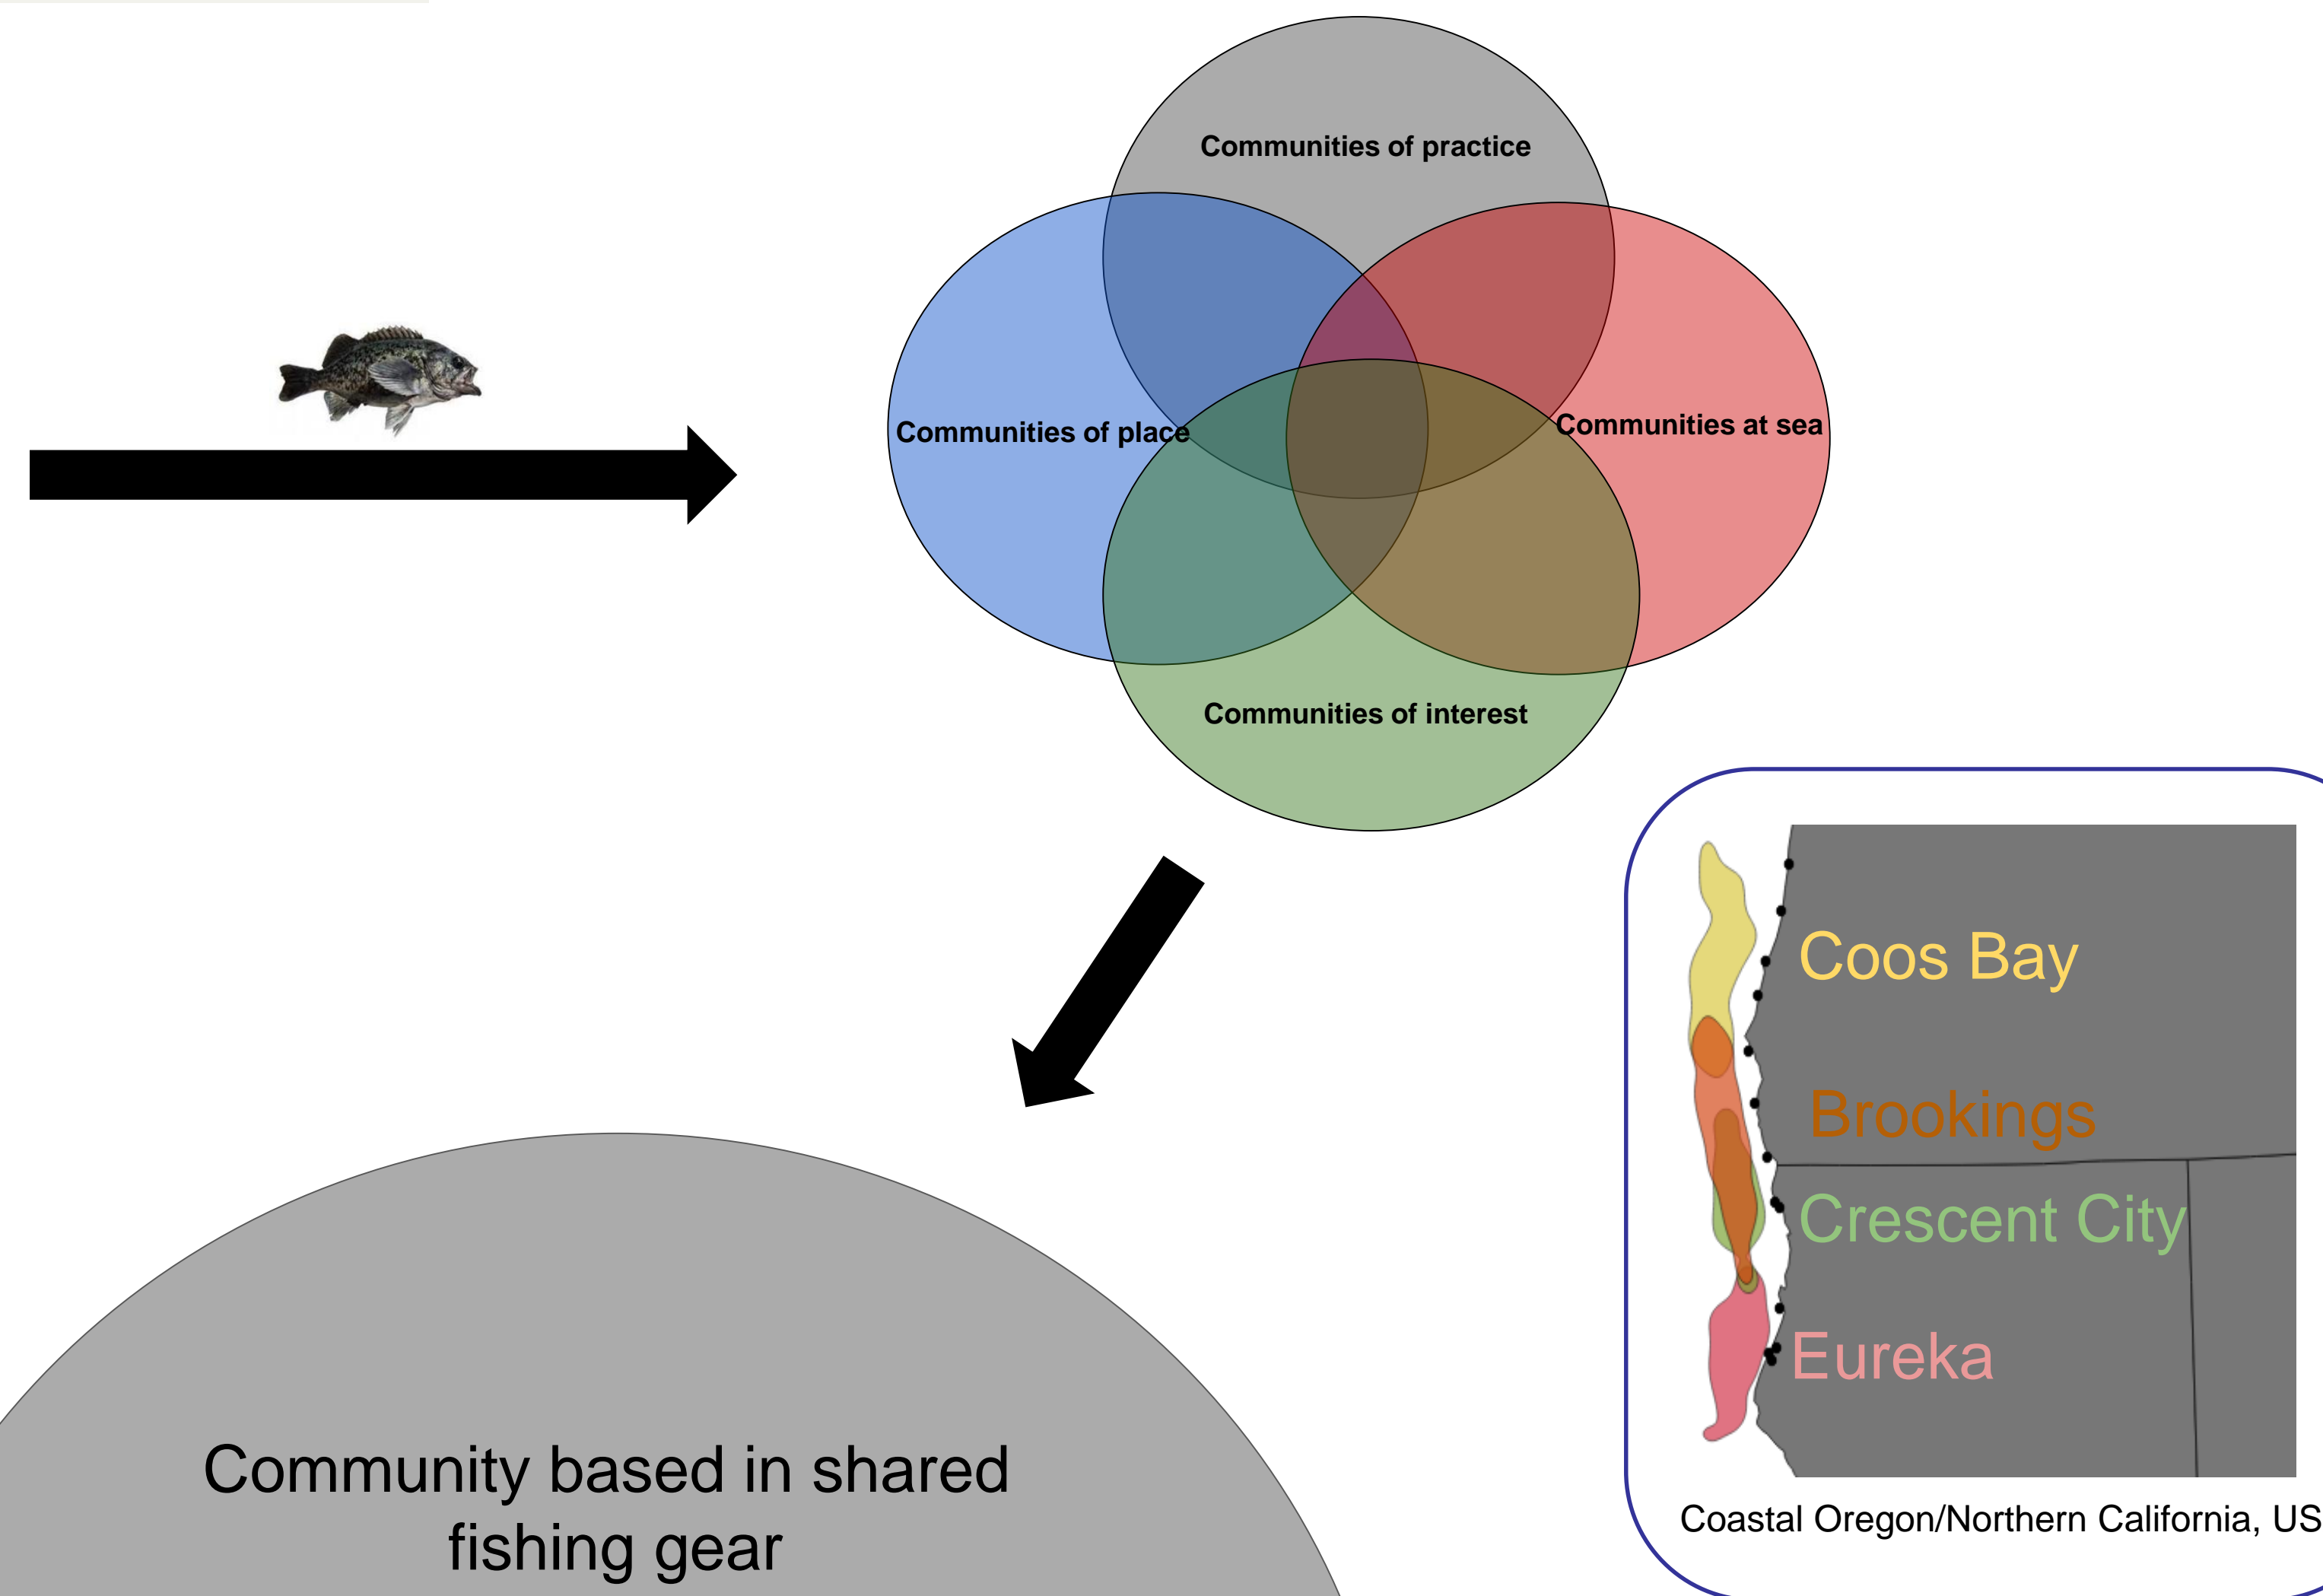 Communities of practice
Communities of place
Communities at sea
Communities of interest
Coos Bay
Brookings
Crescent City
Eureka
Coastal Oregon/Northern California, US
Community based in shared
fishing gear